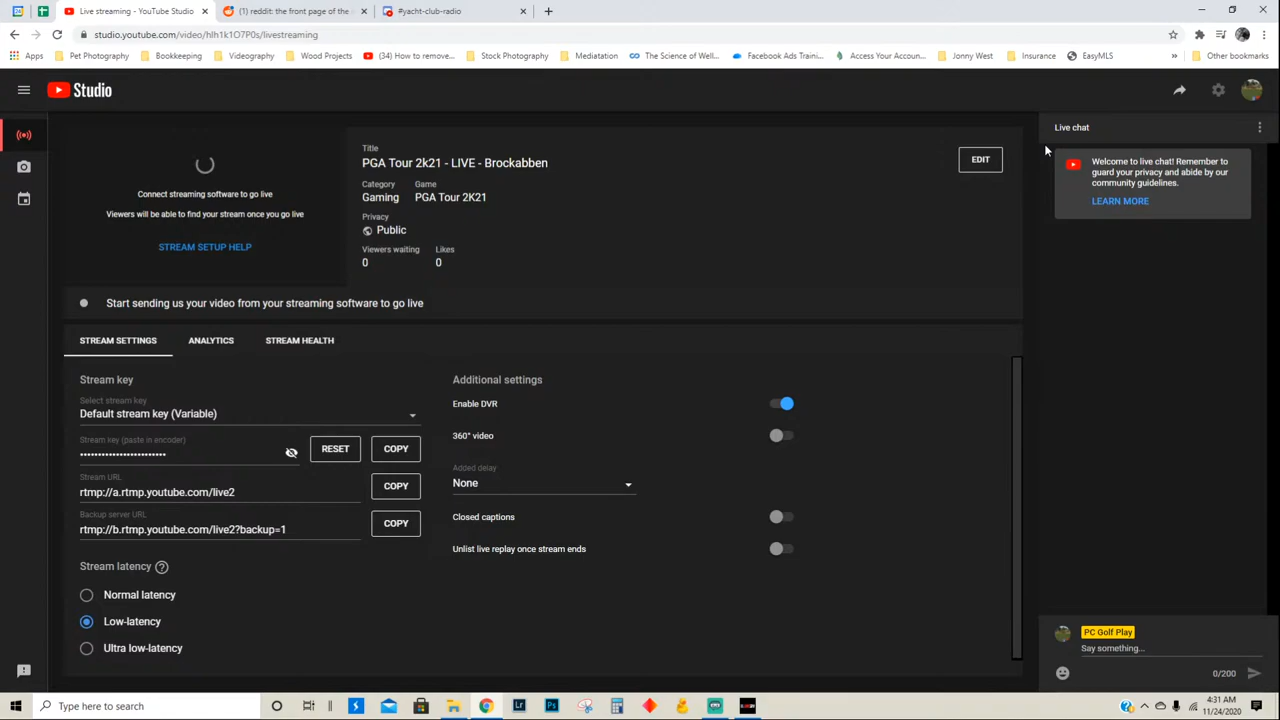 Live streaming - YouTube Studio
reddit: the front page of the
#yacht-club-radio
studio.youtube.com/video/hlh1k1O7P0s/livestreaming
Apps
Pet Photography
Bookkeeping
Videography
Wood Projects
(34) How to remove...
Stock Photography
Mediatation
The Science of Well...
Facebook Ads Traini...
Access Your Accoun...
Jonny West
Insurance
EasyMLS
»
Other bookmarks
Studio
Connect streaming software to go live
Viewers will be able to find your stream once you go live
STREAM SETUP HELP
Title
PGA Tour 2k21 - LIVE - Brockabben
EDIT
Category Game
Gaming PGA Tour 2K21
Privacy
Public
Viewers waiting Likes
0 0
Start sending us your video from your streaming software to go live
STREAM SETTINGS ANALYTICS STREAM HEALTH
Stream key
Select stream key
Default stream key (Variable)
Stream key (paste in encoder)
••••••••••••••••••••••••
RESET COPY
Stream URL
rtmp://a.rtmp.youtube.com/live2
COPY
Backup server URL
rtmp://b.rtmp.youtube.com/live2?backup=1
COPY
Stream latency ?
Normal latency
Low-latency
Ultra low-latency
Additional settings
Enable DVR
360° video
Added delay
None
Closed captions
Unlist live replay once stream ends
Live chat
Welcome to live chat! Remember to
guard your privacy and abide by our
community guidelines.
LEARN MORE
PC Golf Play
Say something...
0/200
Type here to search
Lr
Ps
4:31 AM
11/24/2020